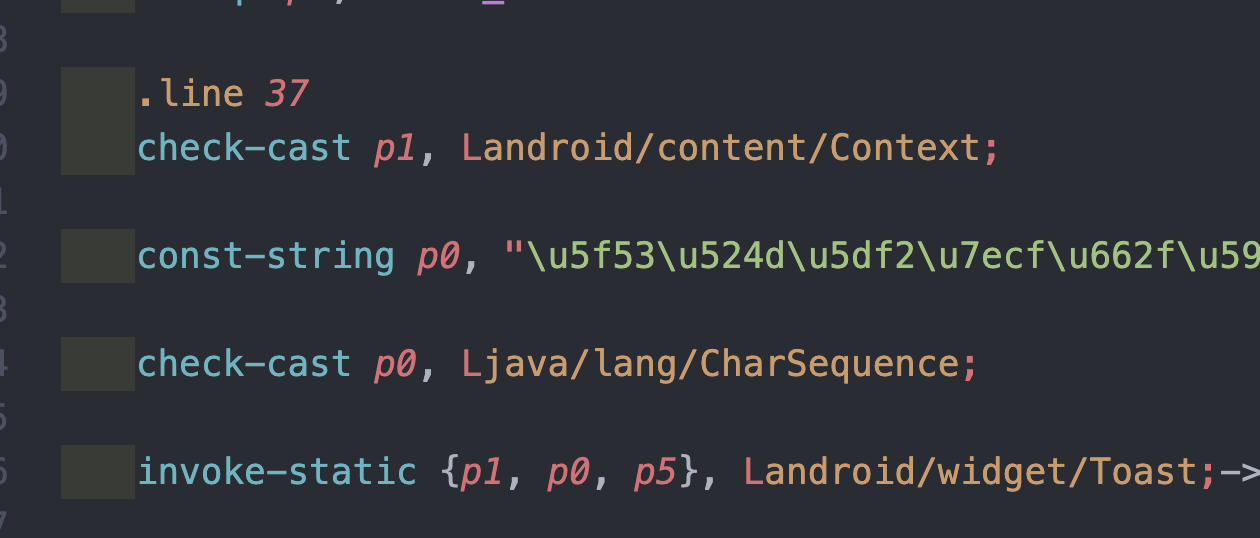 .line 37
check-cast p1, Landroid/content/Context;
const-string p0, "\u5f53\u524d\u5df2\u7ecf\u662f\u59
check-cast p0, Ljava/lang/CharSequence;
invoke-static {p1, p0, p5}, Landroid/widget/Toast;->